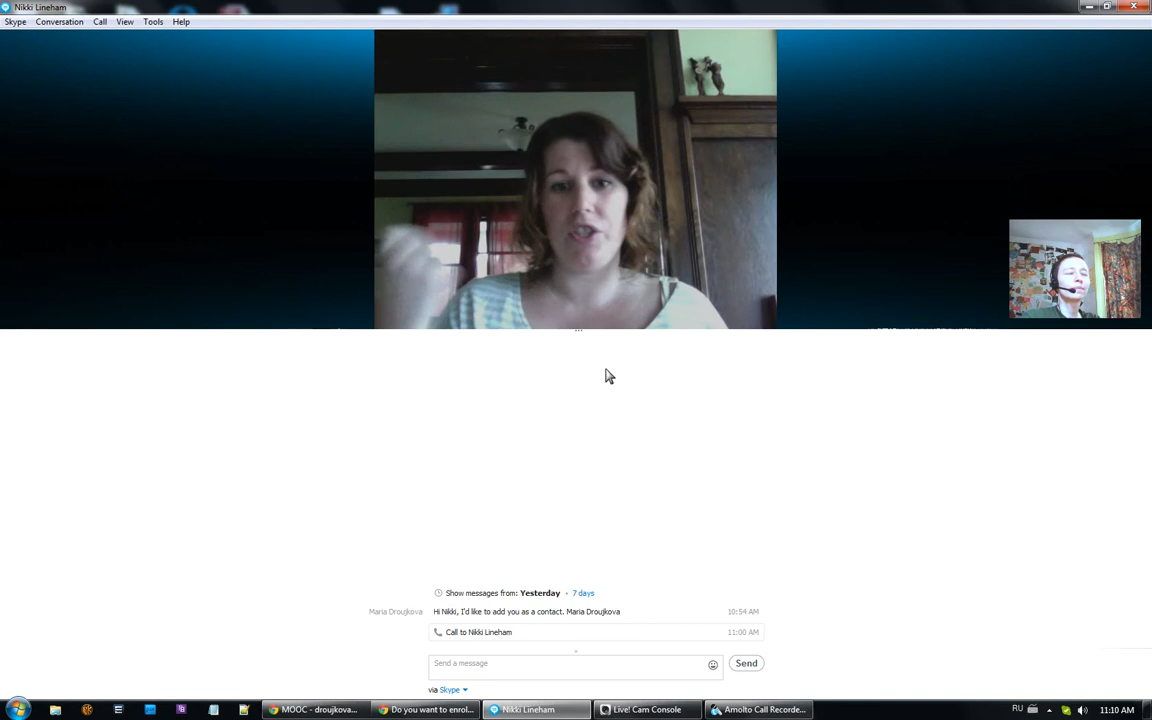 Nikki Lineham
Skype Conversation Call View Tools Help
Show messages from: Yesterday • 7 days
Maria Droujkova Hi Nikki, I'd like to add you as a contact. Maria Droujkova 10:54 AM
Call to Nikki Lineham 11:00 AM
Send a message Send
via Skype
MOOC - droujkova... Do you want to enrol... Nikki Lineham Live! Cam Console Amolto Call Recorde... RU 11:10 AM